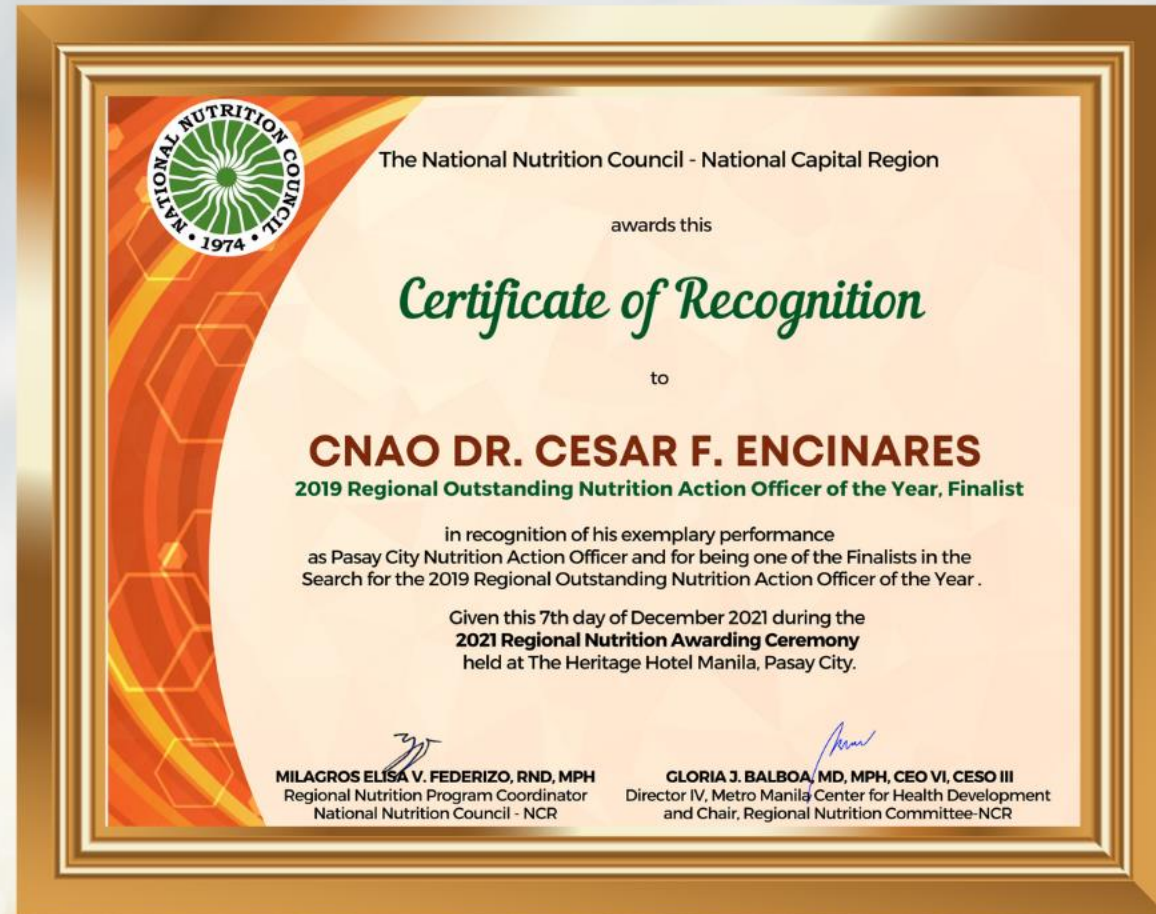 NATIONAL NUTRITION COUNCIL
• 1974 •
The National Nutrition Council - National Capital Region
awards this
Certificate of Recognition
to
CNAO DR. CESAR F. ENCINARES
2019 Regional Outstanding Nutrition Action Officer of the Year, Finalist
in recognition of his exemplary performance
as Pasay City Nutrition Action Officer and for being one of the Finalists in the
Search for the 2019 Regional Outstanding Nutrition Action Officer of the Year .
Given this 7th day of December 2021 during the
2021 Regional Nutrition Awarding Ceremony
held at The Heritage Hotel Manila, Pasay City.
MILAGROS ELISA V. FEDERIZO, RND, MPH
Regional Nutrition Program Coordinator
National Nutrition Council - NCR
GLORIA J. BALBOA, MD, MPH, CEO VI, CESO III
Director IV, Metro Manila Center for Health Development
and Chair, Regional Nutrition Committee-NCR